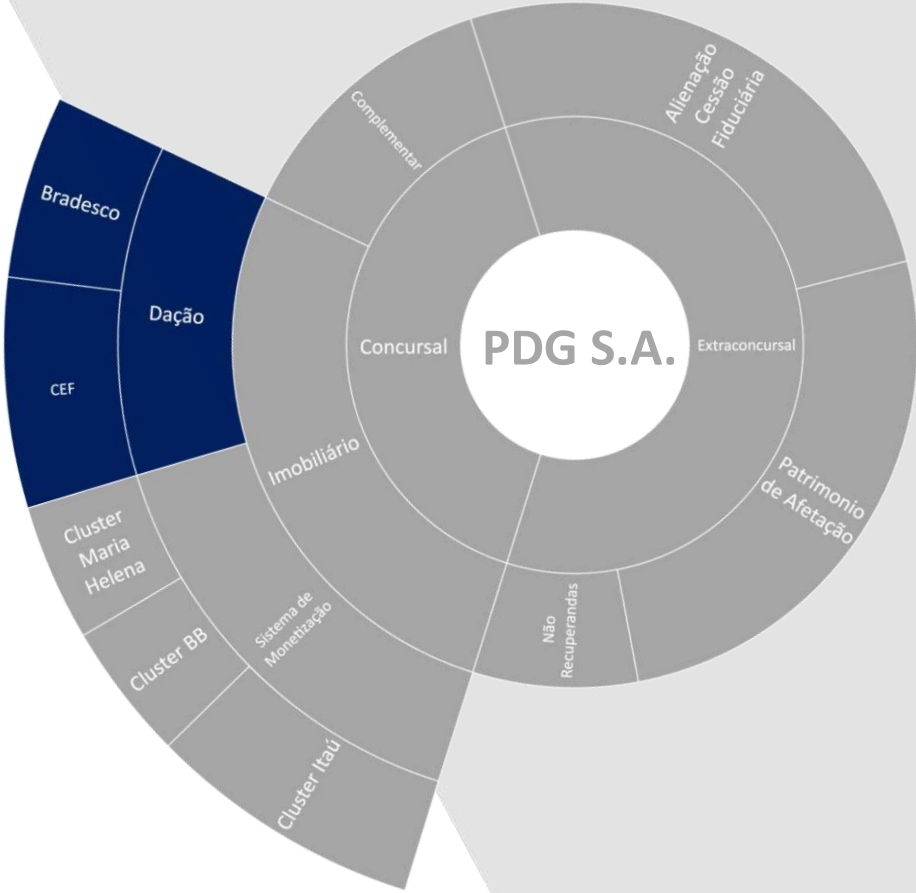 Alienação
Cessão
Fiduciária
Complementar
Bradesco
Dação
Concursal
PDG S.A.
Extraconcursal
CEF
Imobiliário
Patrimonio
de Afetação
Cluster
Maria
Helena
Sistema de
Monetização
Não
Recuperandas
Cluster BB
Cluster Itaú